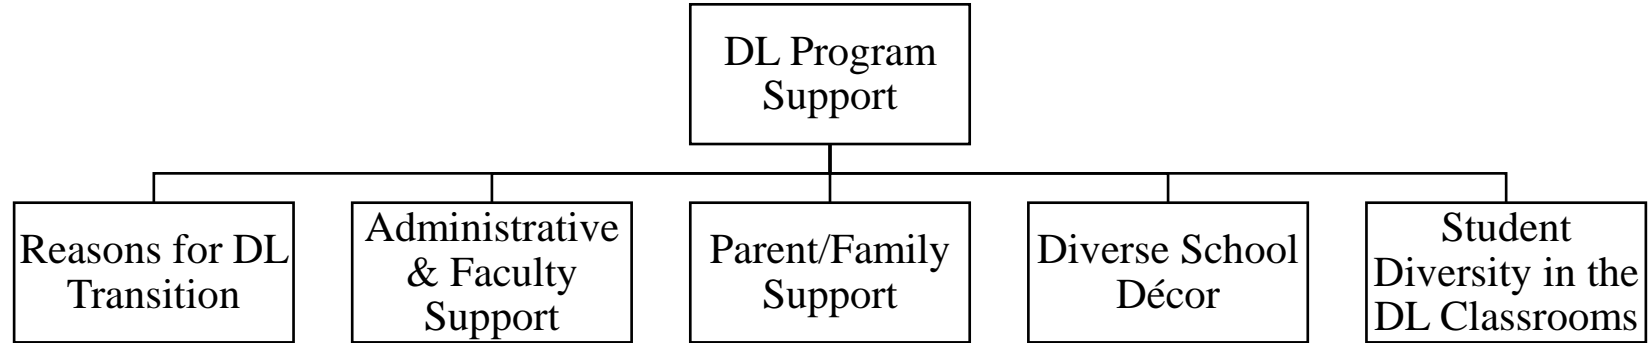 DL Program
Support
Reasons for DL
Transition
Administrative
& Faculty
Support
Parent/Family
Support
Diverse School
Décor
Student
Diversity in the
DL Classrooms